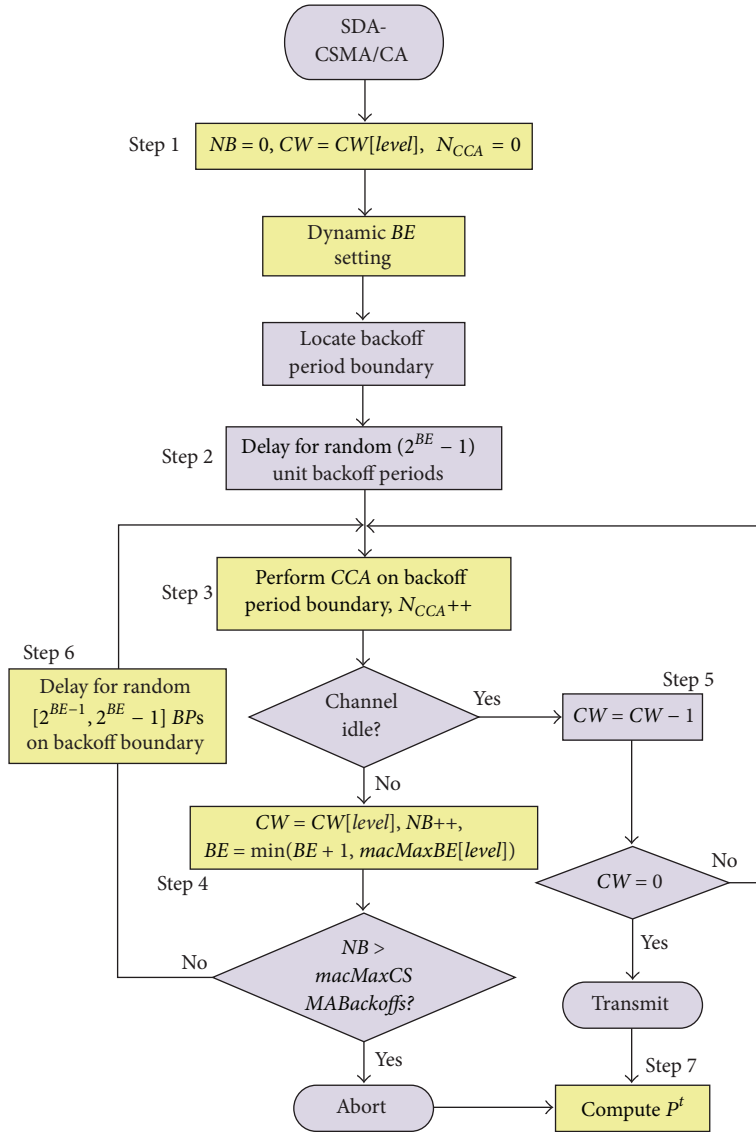 SDA-
CSMA/CA
Step 1
NB = 0, CW = CW[level], N_CCA = 0
Dynamic BE
setting
Locate backoff
period boundary
Step 2
Delay for random (2^BE − 1)
unit backoff periods
Step 3
Perform CCA on backoff
period boundary, N_CCA++
Step 6
Delay for random
[2^BE−1, 2^BE − 1] BPs
on backoff boundary
Channel
idle?
Yes
Step 5
CW = CW − 1
No
CW = CW[level], NB++,
BE = min(BE + 1, macMaxBE[level])
Step 4
CW = 0
No
Yes
NB >
macMaxCS
MABackoffs?
No
Yes
Transmit
Step 7
Abort
Compute P^t